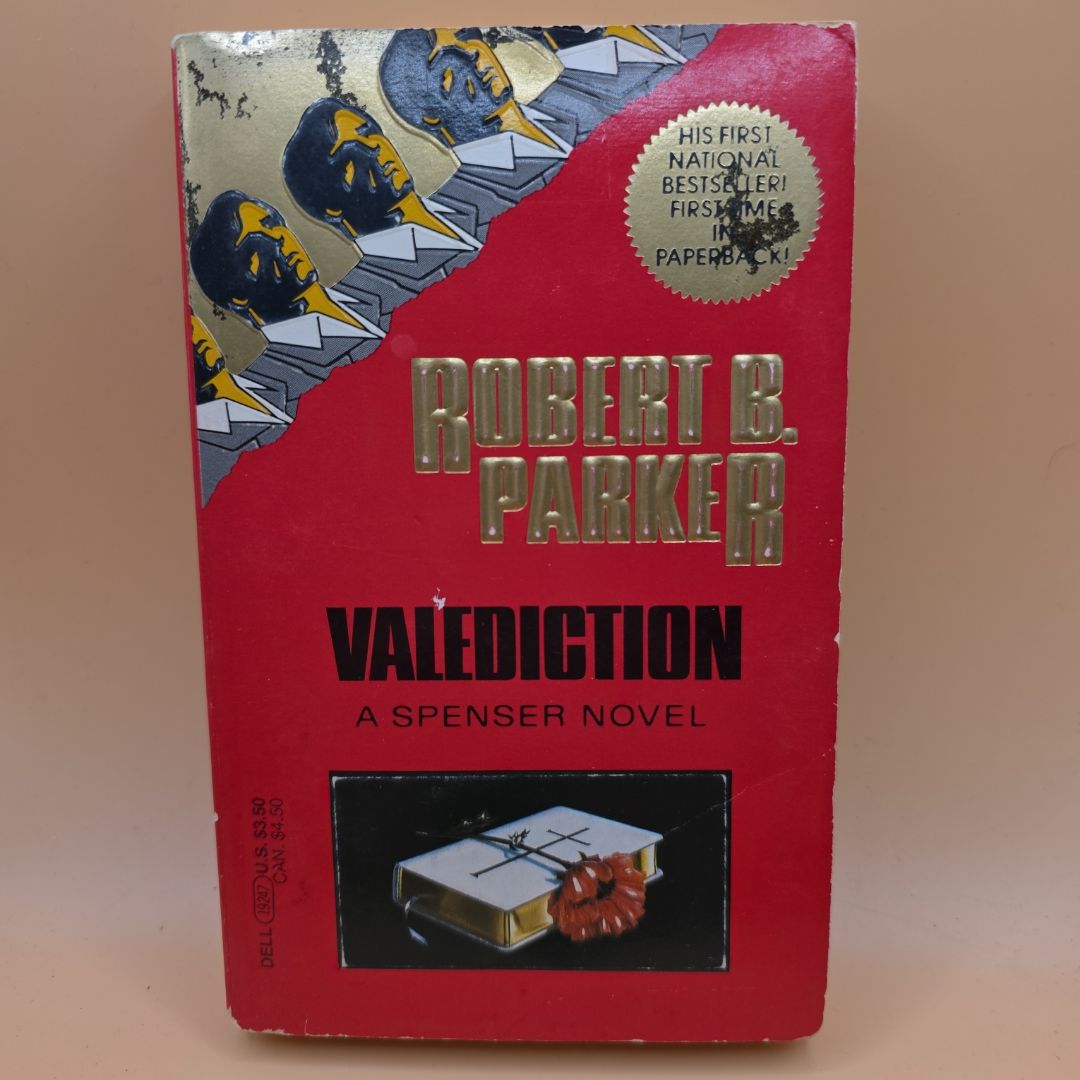 HIS FIRST
NATIONAL
BESTSELLER!
FIRST TIME
IN
PAPERBACK!
ROBERT B.
PARKER
VALEDICTION
A SPENSER NOVEL
DELL 19247 U.S. $3.50
CAN. $4.50